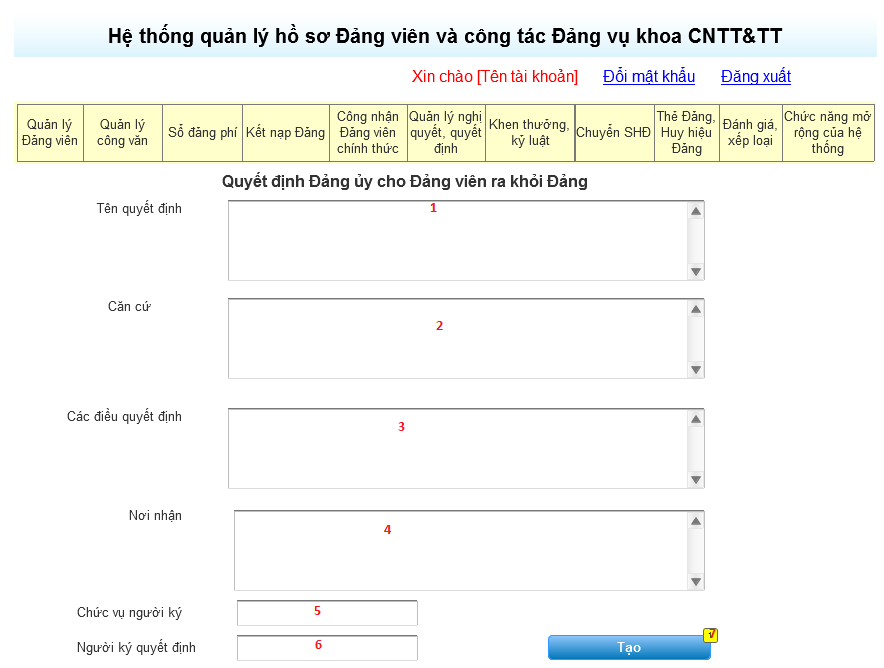 Hệ thống quản lý hồ sơ Đảng viên và công tác Đảng vụ khoa CNTT&TT
Xin chào [Tên tài khoản] Đổi mật khẩu Đăng xuất
Quản lý Đảng viên
Quản lý công văn
Sổ đảng phí
Kết nạp Đảng
Công nhận Đảng viên chính thức
Quản lý nghị quyết, quyết định
Khen thưởng, kỷ luật
Chuyển SHĐ
Thẻ Đảng, Huy hiệu Đảng
Đánh giá, xếp loại
Chức năng mở rộng của hệ thống
Quyết định Đảng ủy cho Đảng viên ra khỏi Đảng
Tên quyết định 1
Căn cứ 2
Các điều quyết định 3
Nơi nhận 4
Chức vụ người ký 5
Người ký quyết định 6
Tạo